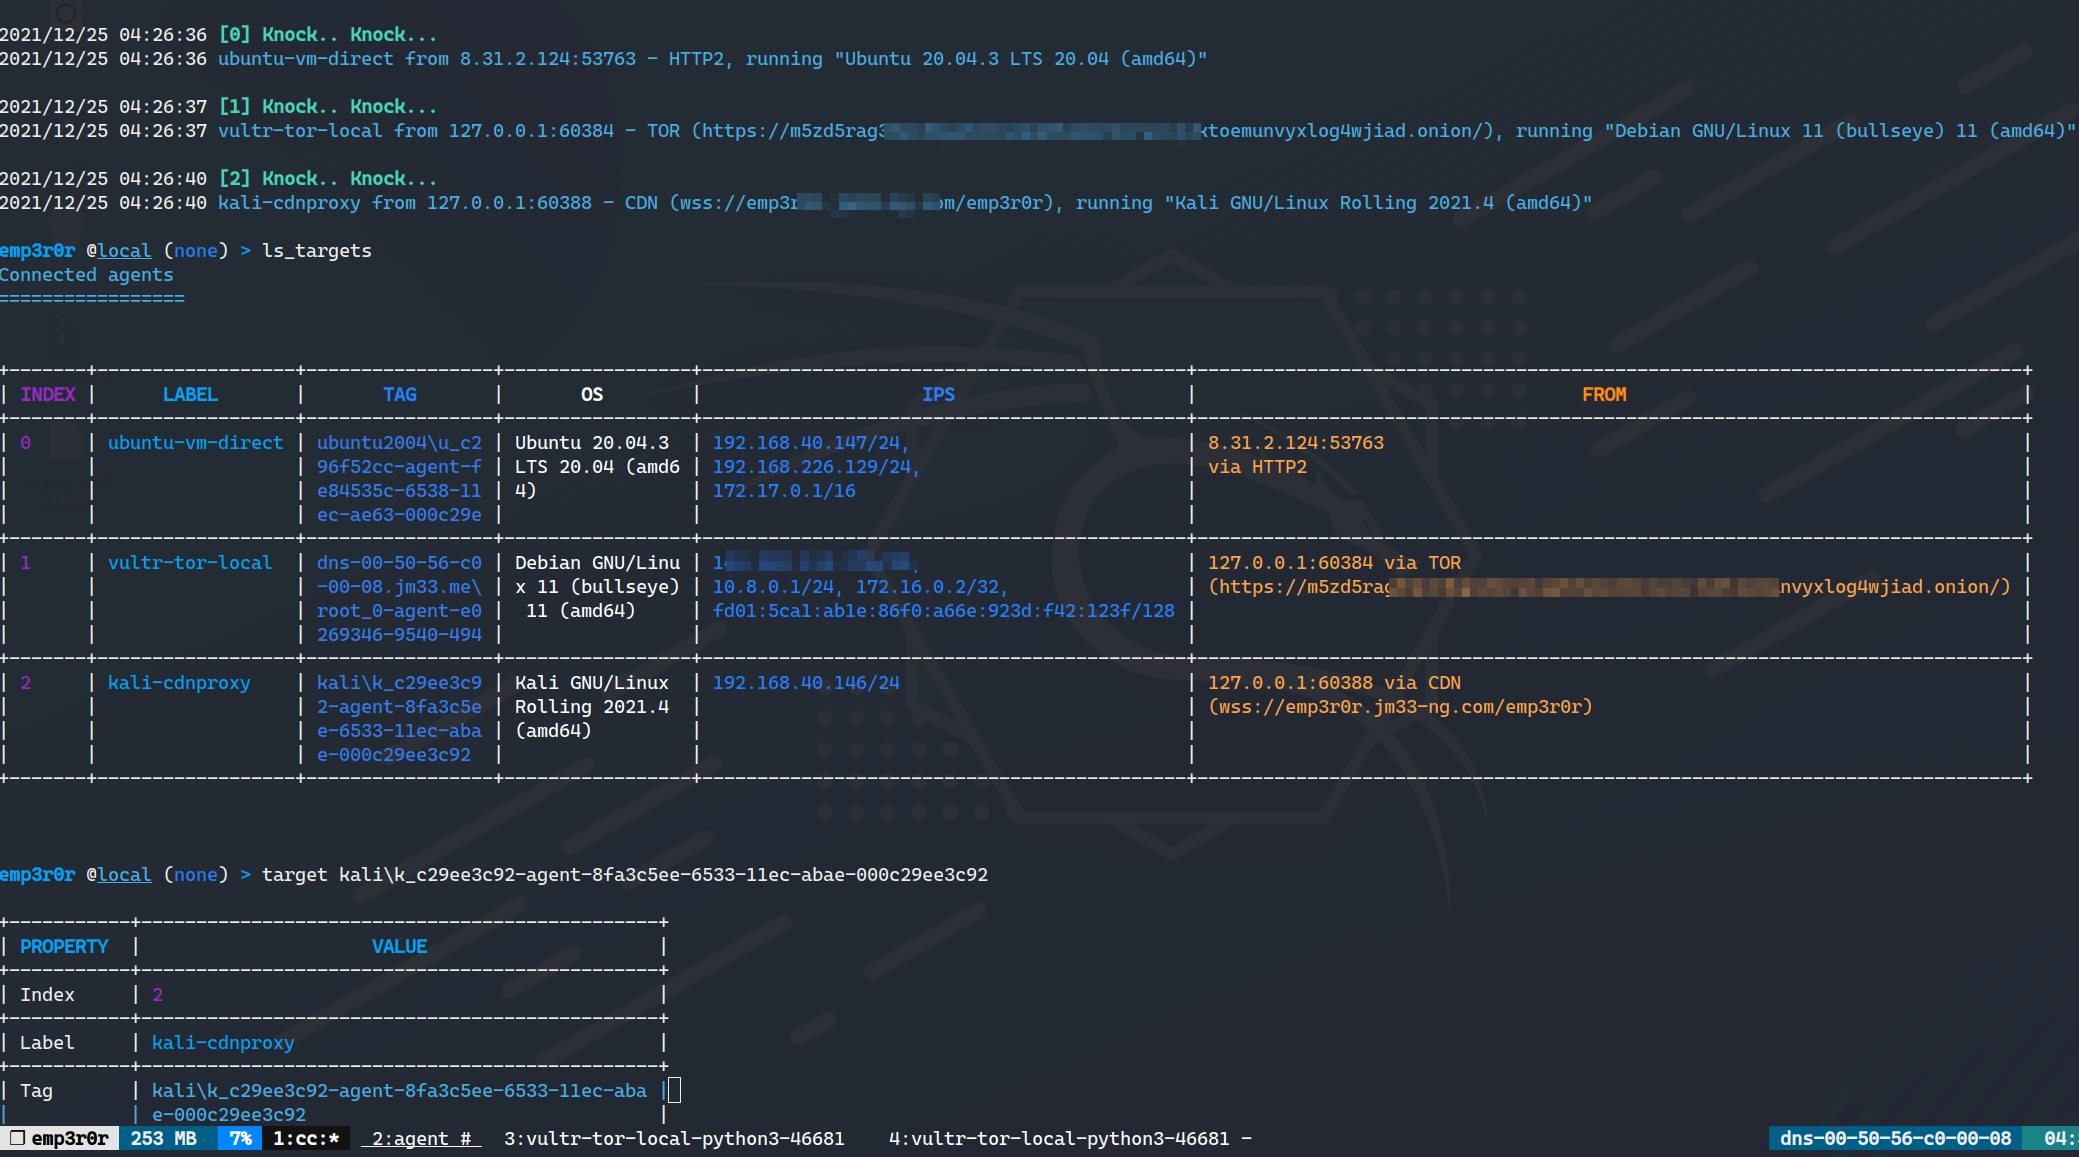 2021/12/25 04:26:36 [0] Knock.. Knock...
2021/12/25 04:26:36 ubuntu-vm-direct from 8.31.2.124:53763 - HTTP2, running "Ubuntu 20.04.3 LTS 20.04 (amd64)"
2021/12/25 04:26:37 [1] Knock.. Knock...
2021/12/25 04:26:37 vultr-tor-local from 127.0.0.1:60384 - TOR (https://m5zd5rag toemunvyxlog4wjiad.onion/), running "Debian GNU/Linux 11 (bullseye) 11 (amd64)"
2021/12/25 04:26:40 [2] Knock.. Knock...
2021/12/25 04:26:40 kali-cdnproxy from 127.0.0.1:60388 - CDN (wss://emp3r m/emp3r0r), running "Kali GNU/Linux Rolling 2021.4 (amd64)"
emp3r0r @local (none) > ls_targets
Connected agents
=================
+-------+------------------+-----------------+-----------------+--------------------------------------------+---------------------------------------------------------------------------+
| INDEX | LABEL | TAG | OS | IPS | FROM |
+-------+------------------+-----------------+-----------------+--------------------------------------------+---------------------------------------------------------------------------+
| 0 | ubuntu-vm-direct | ubuntu2004\u_c2 | Ubuntu 20.04.3 | 192.168.40.147/24, | 8.31.2.124:53763 |
| | | 96f52cc-agent-f | LTS 20.04 (amd6 | 192.168.226.129/24, | via HTTP2 |
| | | e84535c-6538-11 | 4) | 172.17.0.1/16 | |
| | | ec-ae63-000c29e | | | |
+-------+------------------+-----------------+-----------------+--------------------------------------------+---------------------------------------------------------------------------+
| 1 | vultr-tor-local | dns-00-50-56-c0 | Debian GNU/Linu | 1 , | 127.0.0.1:60384 via TOR |
| | | -00-08.jm33.me\ | x 11 (bullseye) | 10.8.0.1/24, 172.16.0.2/32, | (https://m5zd5rag nvyxlog4wjiad.onion/) |
| | | root_0-agent-e0 | 11 (amd64) | fd01:5ca1:ab1e:86f0:a66e:923d:f42:123f/128 | |
| | | 269346-9540-494 | | | |
+-------+------------------+-----------------+-----------------+--------------------------------------------+---------------------------------------------------------------------------+
| 2 | kali-cdnproxy | kali\k_c29ee3c9 | Kali GNU/Linux | 192.168.40.146/24 | 127.0.0.1:60388 via CDN |
| | | 2-agent-8fa3c5e | Rolling 2021.4 | | (wss://emp3r0r.jm33-ng.com/emp3r0r) |
| | | e-6533-11ec-aba | (amd64) | | |
| | | e-000c29ee3c92 | | | |
+-------+------------------+-----------------+-----------------+--------------------------------------------+---------------------------------------------------------------------------+
emp3r0r @local (none) > target kali\k_c29ee3c92-agent-8fa3c5ee-6533-11ec-abae-000c29ee3c92
+-----------+-----------------------------------------------+
| PROPERTY | VALUE |
+-----------+-----------------------------------------------+
| Index | 2 |
+-----------+-----------------------------------------------+
| Label | kali-cdnproxy |
+-----------+-----------------------------------------------+
| Tag | kali\k_c29ee3c92-agent-8fa3c5ee-6533-11ec-aba |
| | e-000c29ee3c92 |
emp3r0r 253 MB 7% 1:cc:* 2:agent # 3:vultr-tor-local-python3-46681 4:vultr-tor-local-python3-46681 - dns-00-50-56-c0-00-08 04: